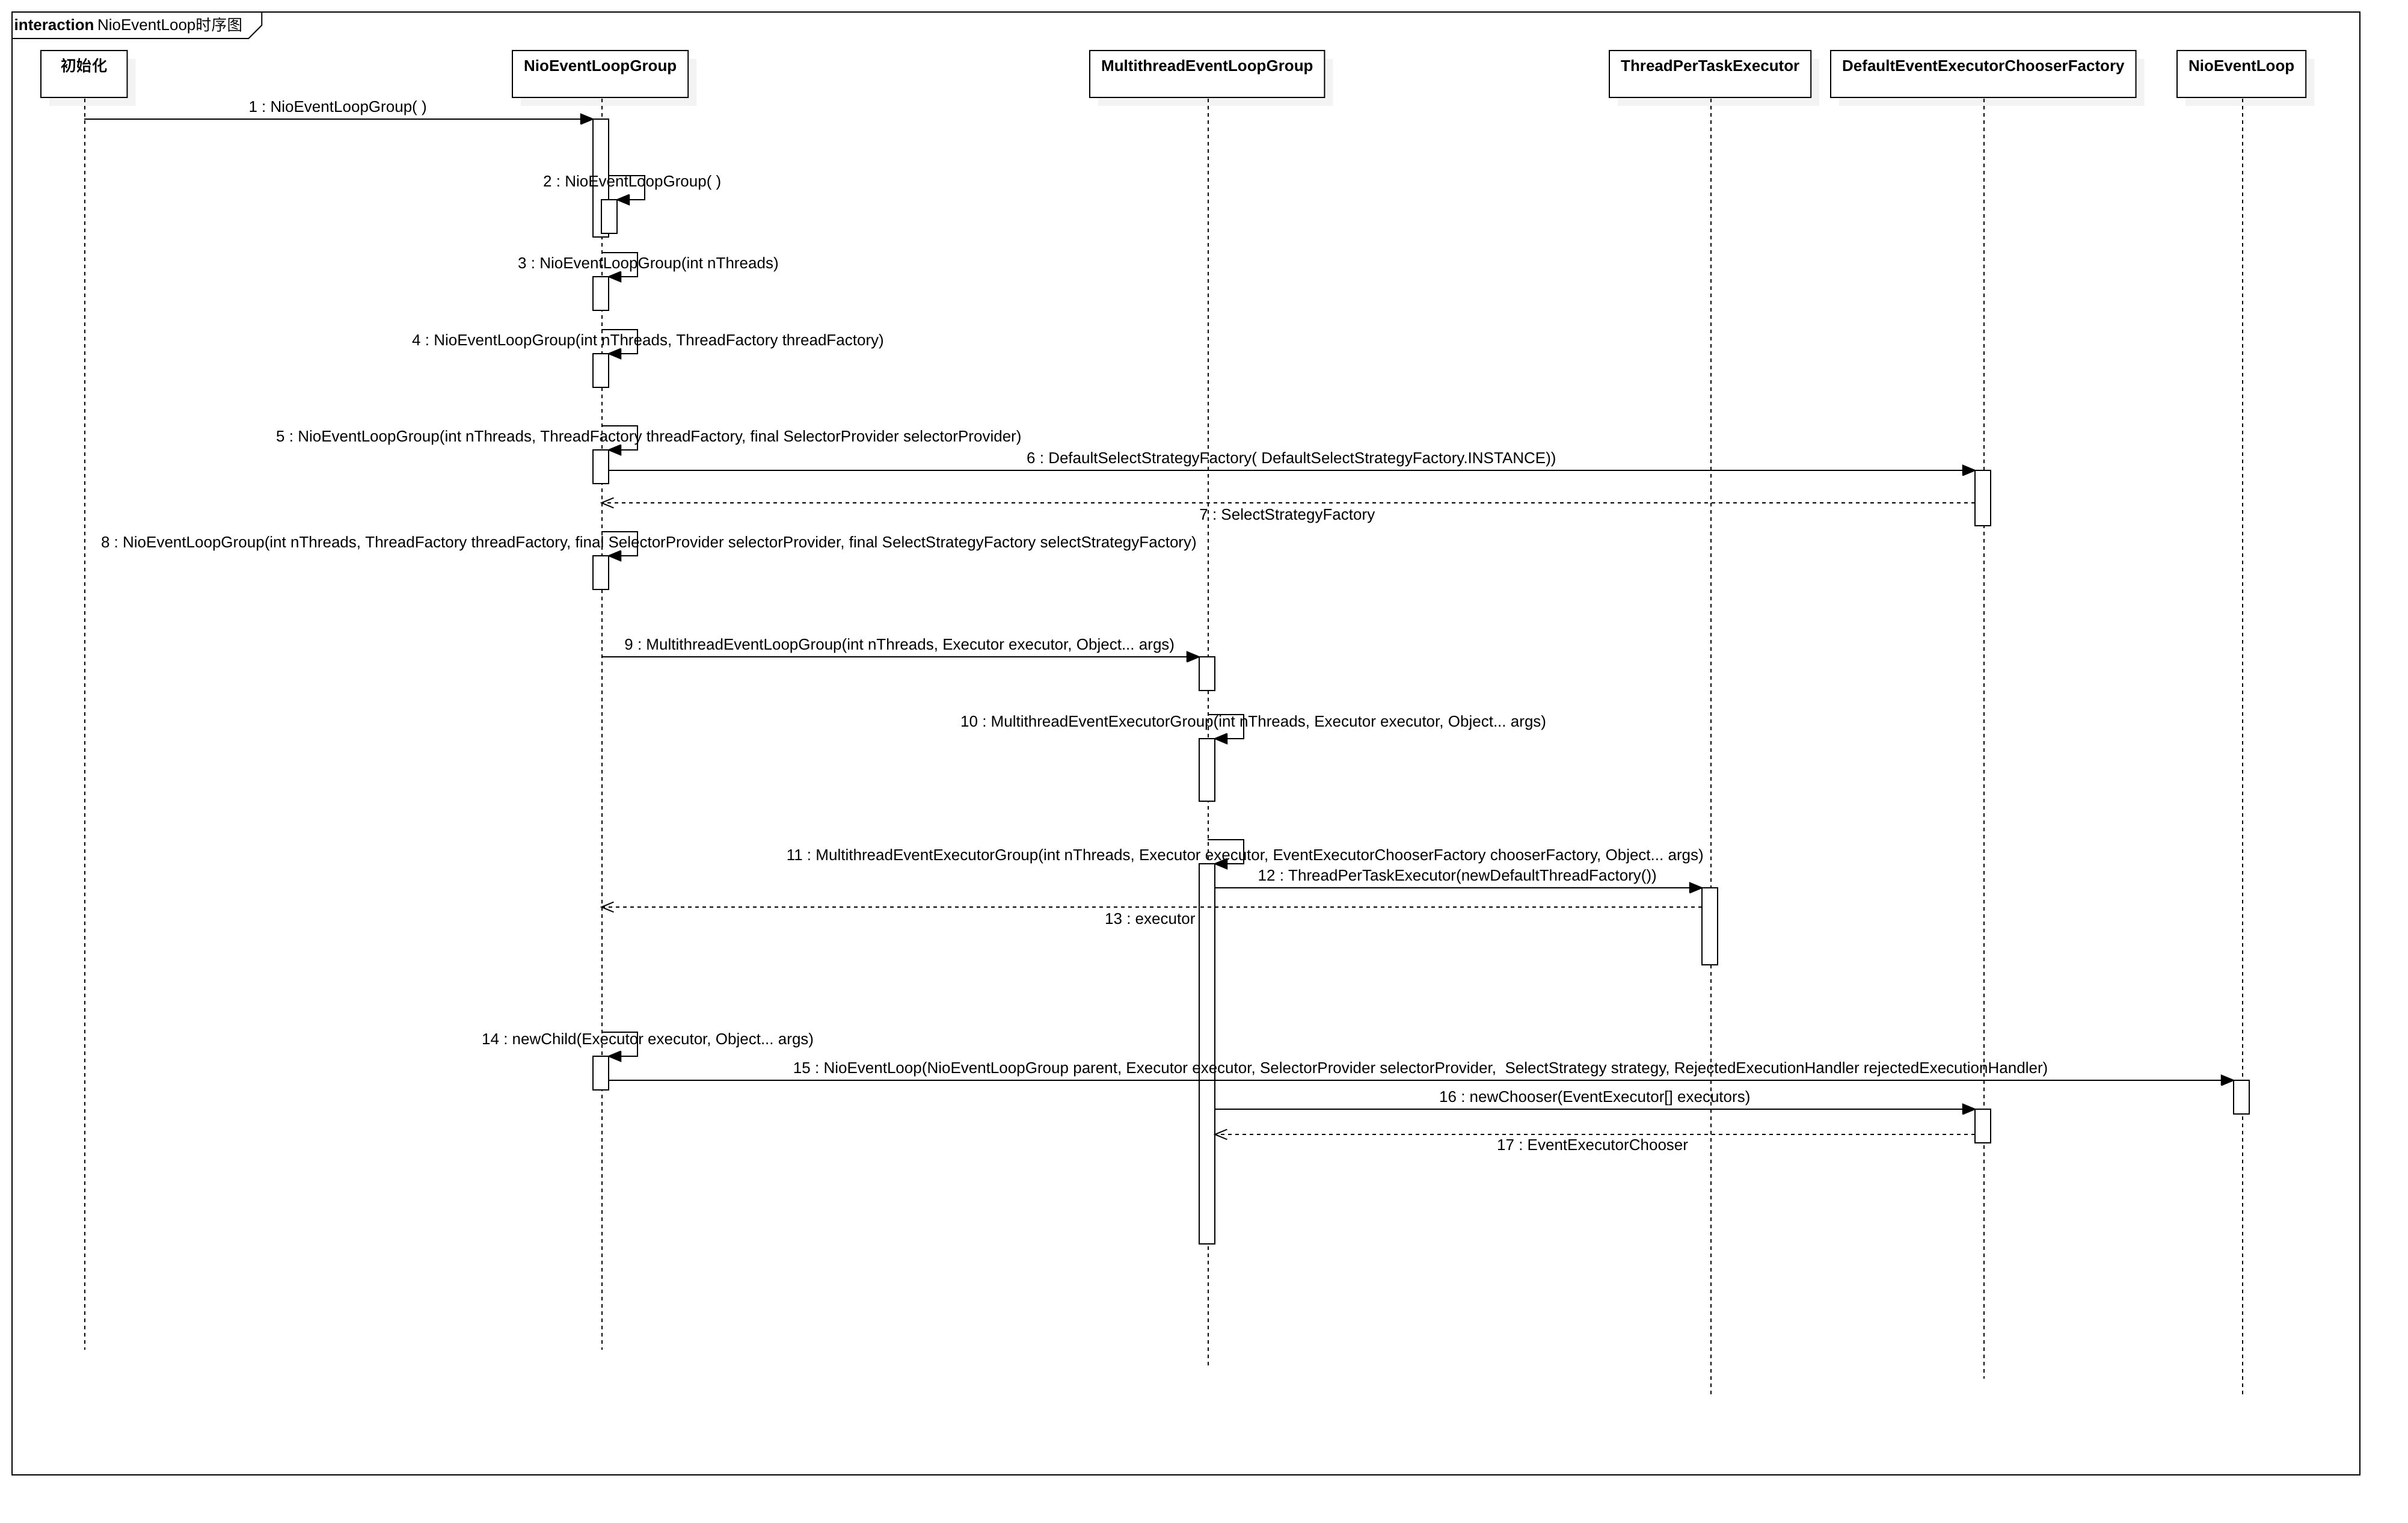 interaction NioEventLoop时序图
初始化
NioEventLoopGroup
MultithreadEventLoopGroup
ThreadPerTaskExecutor
DefaultEventExecutorChooserFactory
NioEventLoop
1 : NioEventLoopGroup( )
2 : NioEventLoopGroup( )
3 : NioEventLoopGroup(int nThreads)
4 : NioEventLoopGroup(int nThreads, ThreadFactory threadFactory)
5 : NioEventLoopGroup(int nThreads, ThreadFactory threadFactory, final SelectorProvider selectorProvider)
6 : DefaultSelectStrategyFactory( DefaultSelectStrategyFactory.INSTANCE))
7 : SelectStrategyFactory
8 : NioEventLoopGroup(int nThreads, ThreadFactory threadFactory, final SelectorProvider selectorProvider, final SelectStrategyFactory selectStrategyFactory)
9 : MultithreadEventLoopGroup(int nThreads, Executor executor, Object... args)
10 : MultithreadEventExecutorGroup(int nThreads, Executor executor, Object... args)
11 : MultithreadEventExecutorGroup(int nThreads, Executor executor, EventExecutorChooserFactory chooserFactory, Object... args)
12 : ThreadPerTaskExecutor(newDefaultThreadFactory())
13 : executor
14 : newChild(Executor executor, Object... args)
15 : NioEventLoop(NioEventLoopGroup parent, Executor executor, SelectorProvider selectorProvider,  SelectStrategy strategy, RejectedExecutionHandler rejectedExecutionHandler)
16 : newChooser(EventExecutor[] executors)
17 : EventExecutorChooser